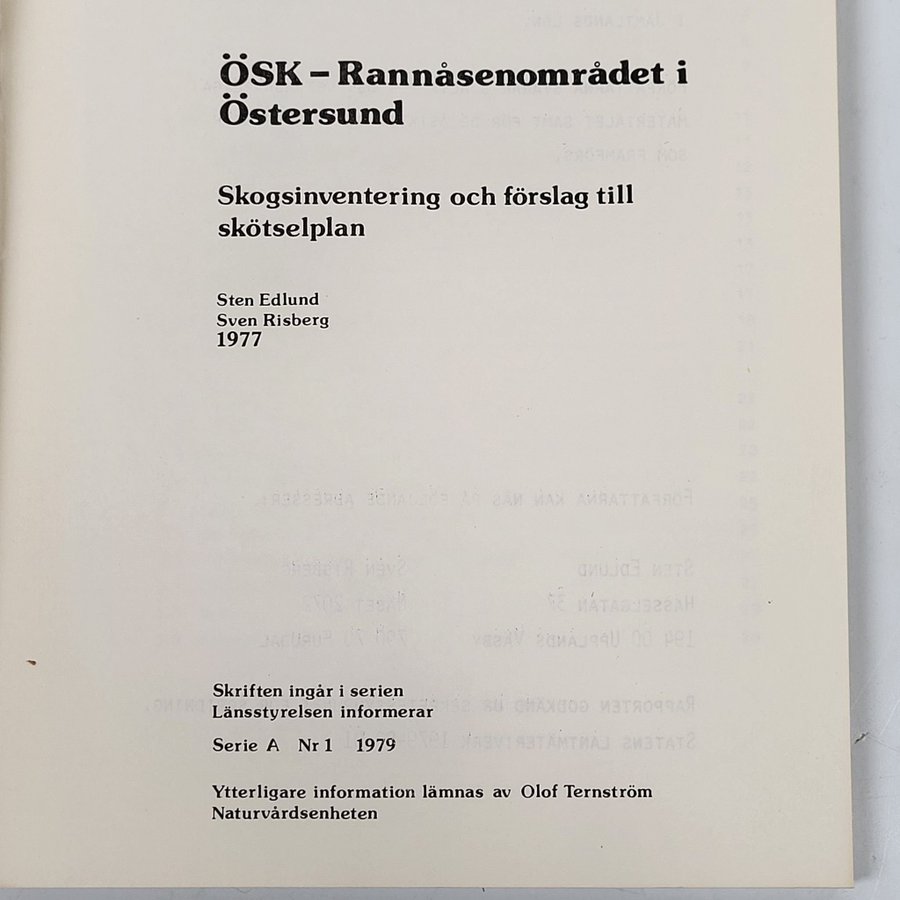 ÖSK – Rannåsenområdet i
Östersund
Skogsinventering och förslag till
skötselplan
Sten Edlund
Sven Risberg
1977
Skriften ingår i serien
Länsstyrelsen informerar
Serie A Nr 1 1979
Ytterligare information lämnas av Olof Ternström
Naturvårdsenheten